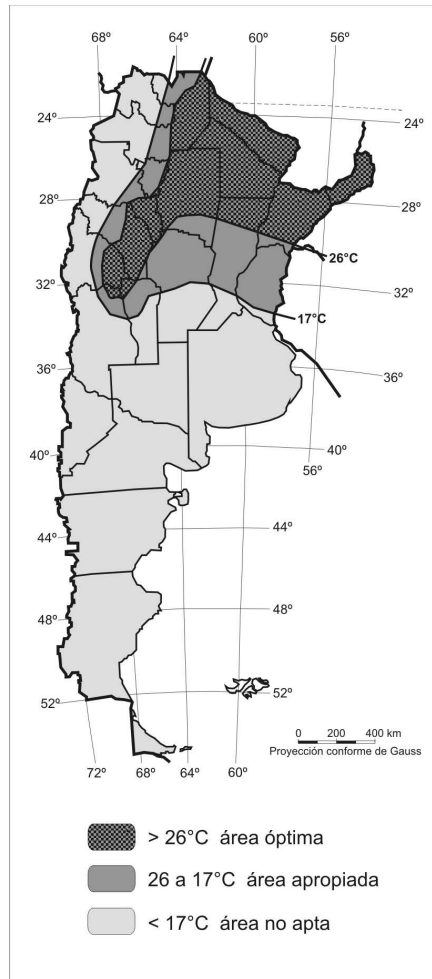 68º 64º 60º 56º
24º 24º
28º 28º
26°C
32º 32º
17°C
36º 36º
40º 40º
56º
44º 44º
48º 48º
52º 52º
0 200 400 km
Proyección conforme de Gauss
72º 68º 64º 60º
> 26°C área óptima
26 a 17°C área apropiada
< 17°C área no apta